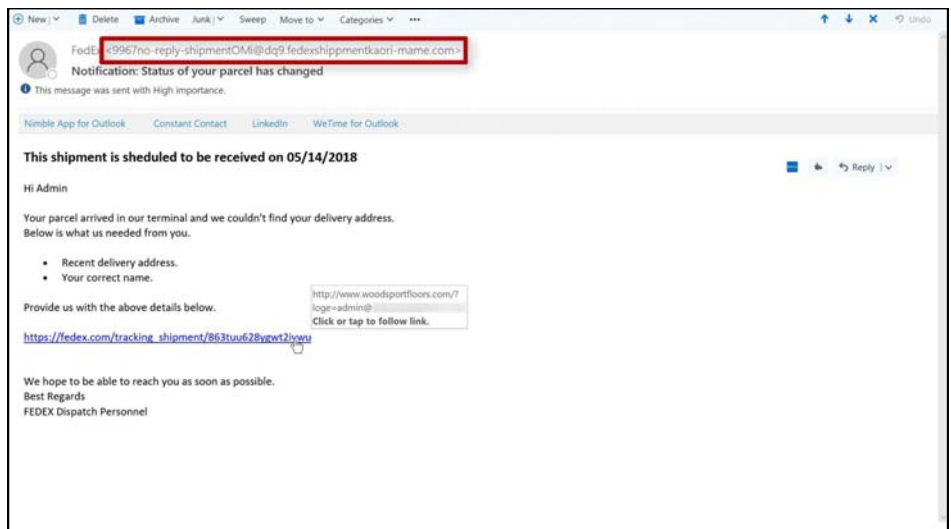 New Delete Archive Junk Sweep Move to Categories ••• Undo
FedEx <9967no-reply-shipmentOMi@dq9.fedexshippmentkaori-mame.com>
Notification: Status of your parcel has changed
This message was sent with High importance.
Nimble App for Outlook Constant Contact LinkedIn WeTime for Outlook
This shipment is sheduled to be received on 05/14/2018
Reply
Hi Admin
Your parcel arrived in our terminal and we couldn't find your delivery address.
Below is what us needed from you.
• Recent delivery address.
• Your correct name.
http://www.woodsportfloors.com/?
loge=admin@
Click or tap to follow link.
Provide us with the above details below.
https://fedex.com/tracking_shipment/863tuu628ygwt2ivwu
We hope to be able to reach you as soon as possible.
Best Regards
FEDEX Dispatch Personnel